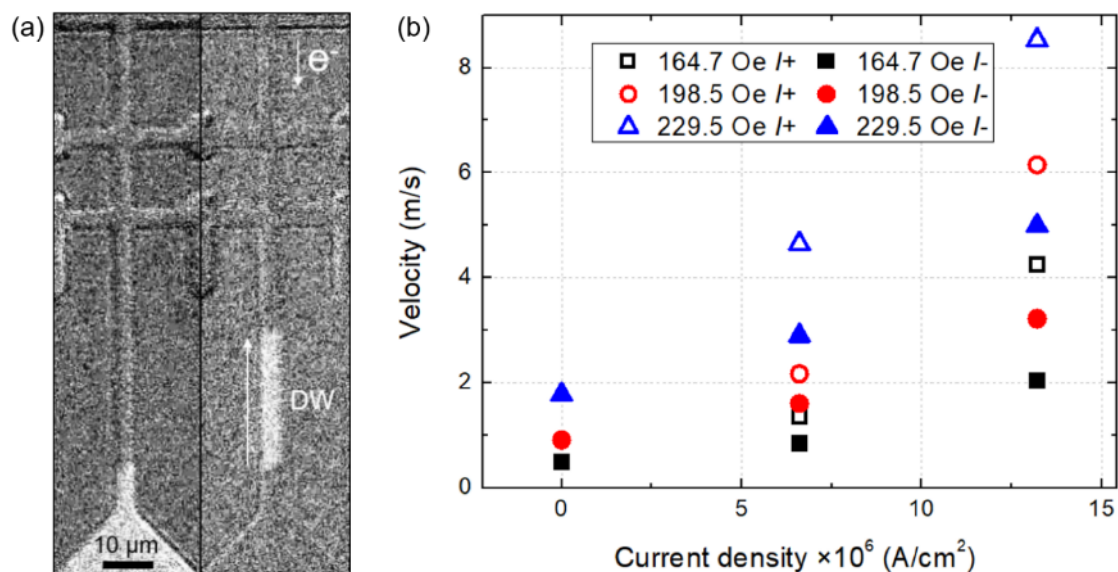 (a)
e⁻
DW
10 µm
(b)
8
6
4
2
0
0
5
10
15
Velocity (m/s)
Current density ×10⁶ (A/cm²)
164.7 Oe I+ 164.7 Oe I-
198.5 Oe I+ 198.5 Oe I-
229.5 Oe I+ 229.5 Oe I-